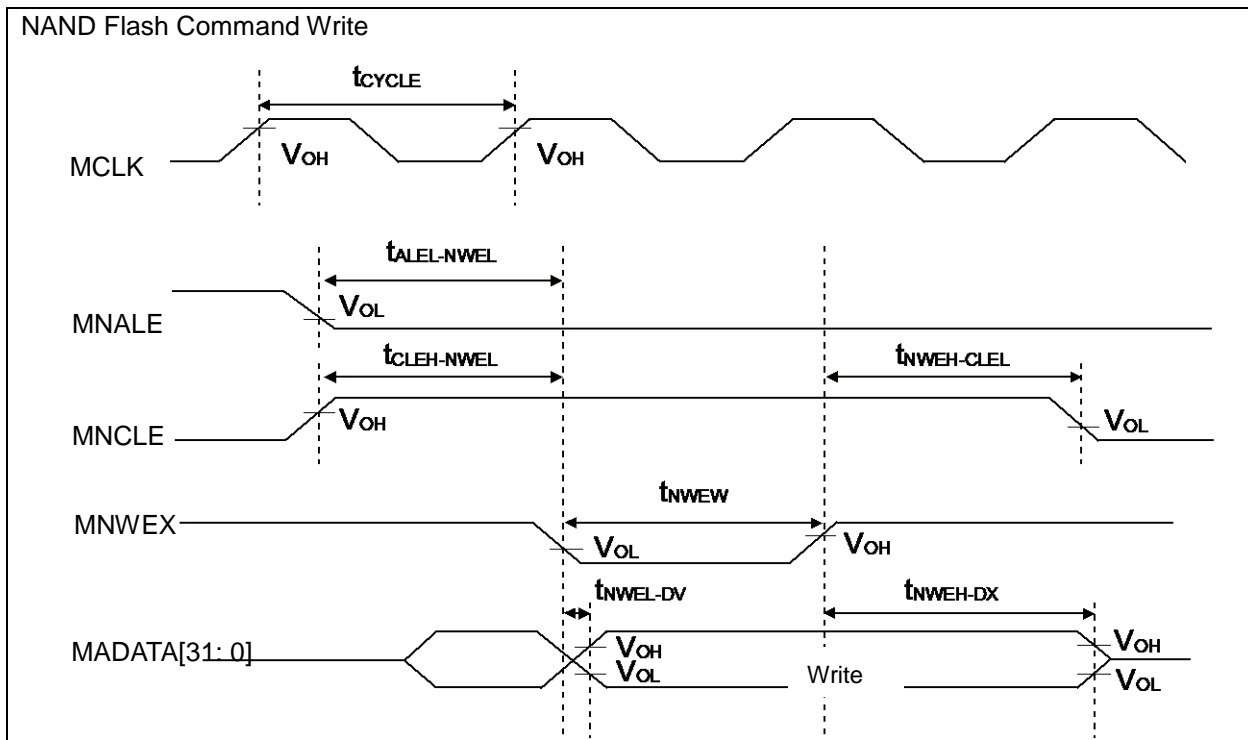 NAND Flash Command Write
tCYCLE
MCLK
VOH
VOH
tALEL-NWEL
MNALE
VOL
tCLEH-NWEL
tNWEH-CLEL
MNCLE
VOH
VOL
tNWEW
MNWEX
VOL
VOH
tNWEL-DV
tNWEH-DX
MADATA[31: 0]
VOH
VOL
Write
VOH
VOL